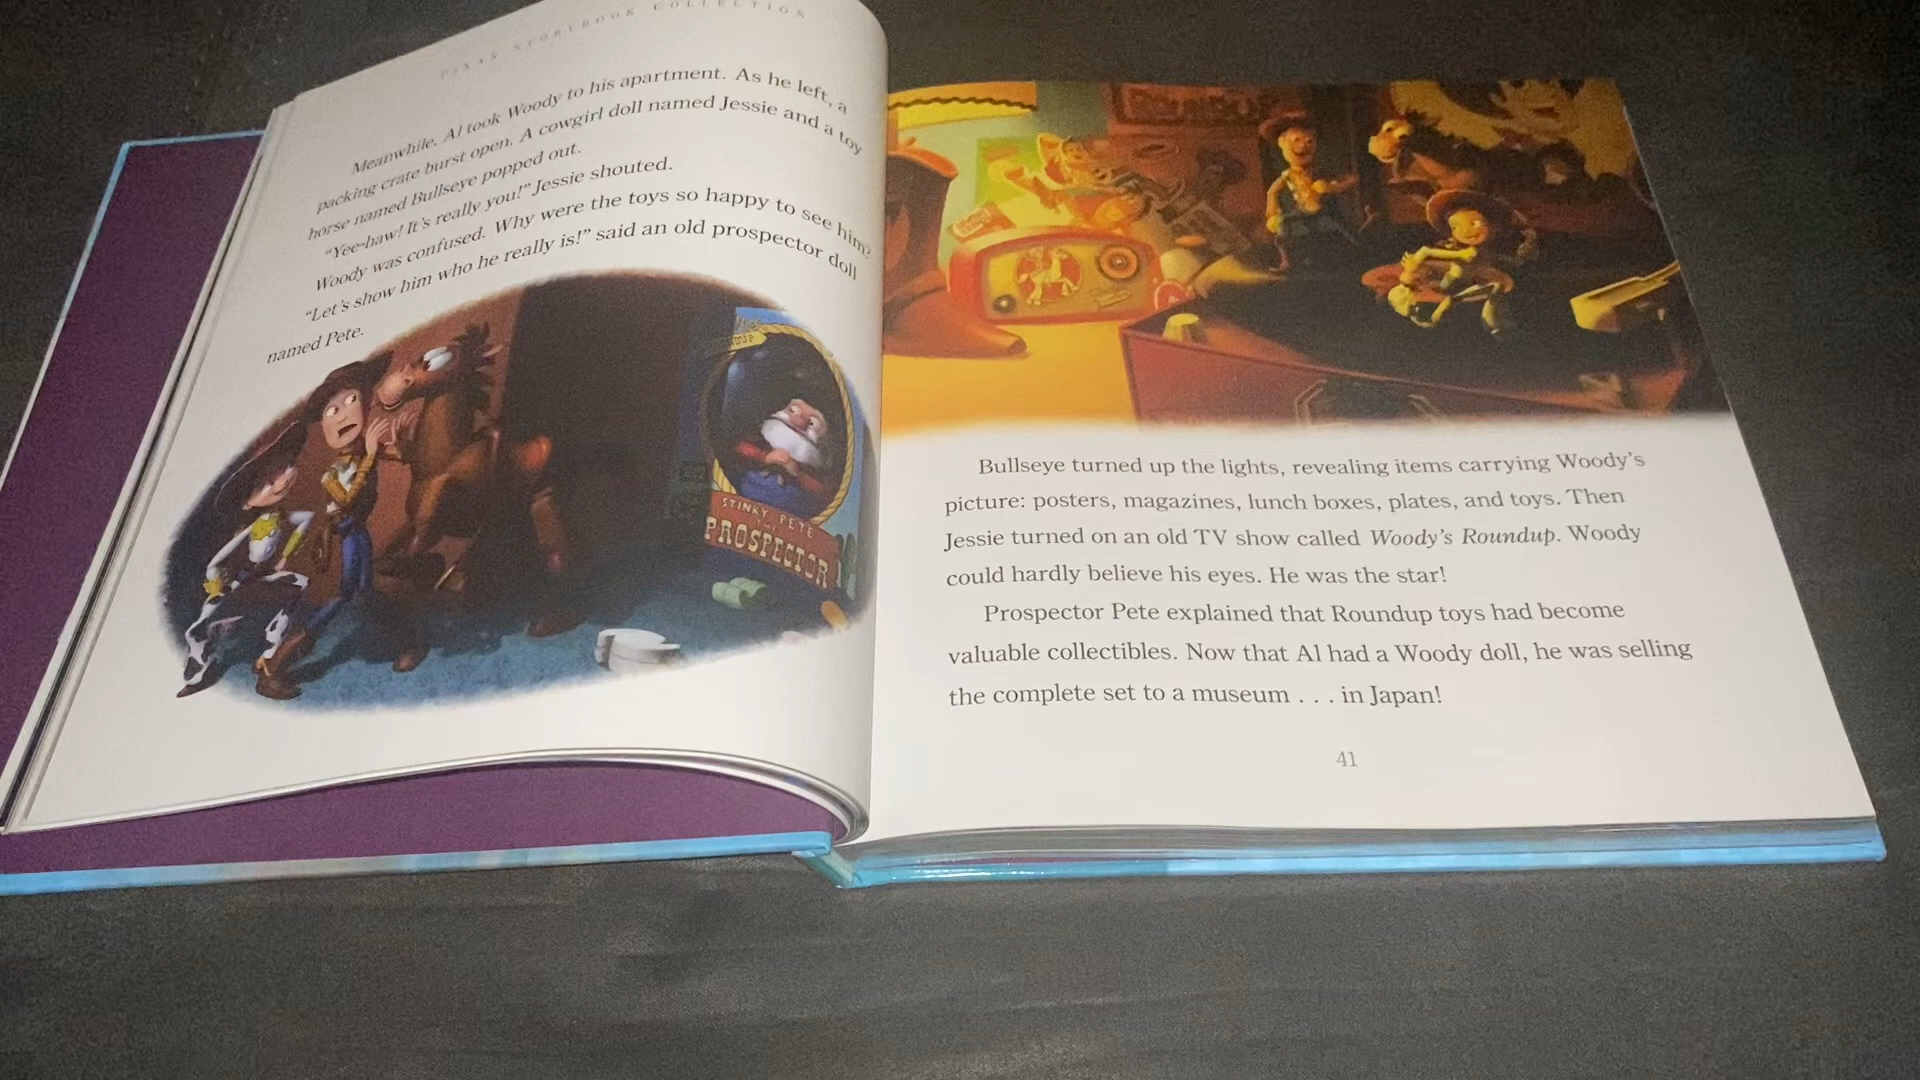 PIXAR STORYBOOK COLLECTION
Meanwhile, Al took Woody to his apartment. As he left, a
packing crate burst open. A cowgirl doll named Jessie and a toy
horse named Bullseye popped out.
“Yee-haw! It’s really you!” Jessie shouted.
Woody was confused. Why were the toys so happy to see him?
“Let’s show him who he really is!” said an old prospector doll
named Pete.
STINKY PETE
THE
PROSPECTOR
ROUNDUP
Bullseye turned up the lights, revealing items carrying Woody’s
picture: posters, magazines, lunch boxes, plates, and toys. Then
Jessie turned on an old TV show called Woody’s Roundup. Woody
could hardly believe his eyes. He was the star!
Prospector Pete explained that Roundup toys had become
valuable collectibles. Now that Al had a Woody doll, he was selling
the complete set to a museum . . . in Japan!
41